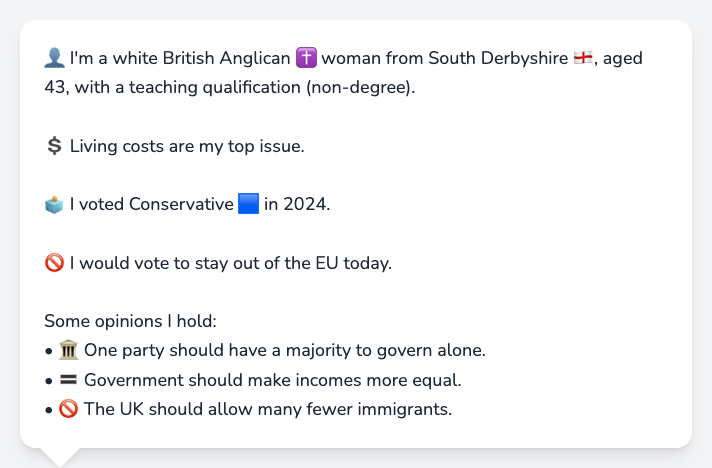 👤 I'm a white British Anglican ✝️ woman from South Derbyshire 🏴󠁧󠁢󠁥󠁮󠁧󠁿, aged
43, with a teaching qualification (non-degree).
💲 Living costs are my top issue.
🗳️ I voted Conservative 🟦 in 2024.
🚫 I would vote to stay out of the EU today.
Some opinions I hold:
• 🏛️ One party should have a majority to govern alone.
• 🟰 Government should make incomes more equal.
• 🚫 The UK should allow many fewer immigrants.